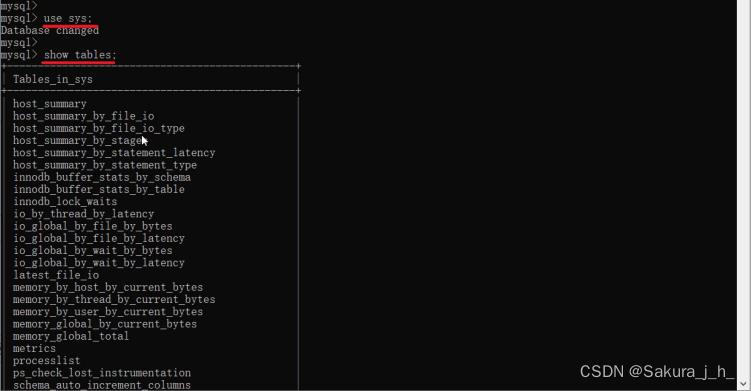 mysql>
mysql> use sys;
Database changed
mysql>
mysql> show tables;
+-----------------------------------------------+
| Tables_in_sys |
+-----------------------------------------------+
| host_summary |
| host_summary_by_file_io |
| host_summary_by_file_io_type |
| host_summary_by_stages |
| host_summary_by_statement_latency |
| host_summary_by_statement_type |
| innodb_buffer_stats_by_schema |
| innodb_buffer_stats_by_table |
| innodb_lock_waits |
| io_by_thread_by_latency |
| io_global_by_file_by_bytes |
| io_global_by_file_by_latency |
| io_global_by_wait_by_bytes |
| io_global_by_wait_by_latency |
| latest_file_io |
| memory_by_host_by_current_bytes |
| memory_by_thread_by_current_bytes |
| memory_by_user_by_current_bytes |
| memory_global_by_current_bytes |
| memory_global_total |
| metrics |
| processlist |
| ps_check_lost_instrumentation |
| schema_auto_increment_columns |
CSDN @Sakura_j_h_